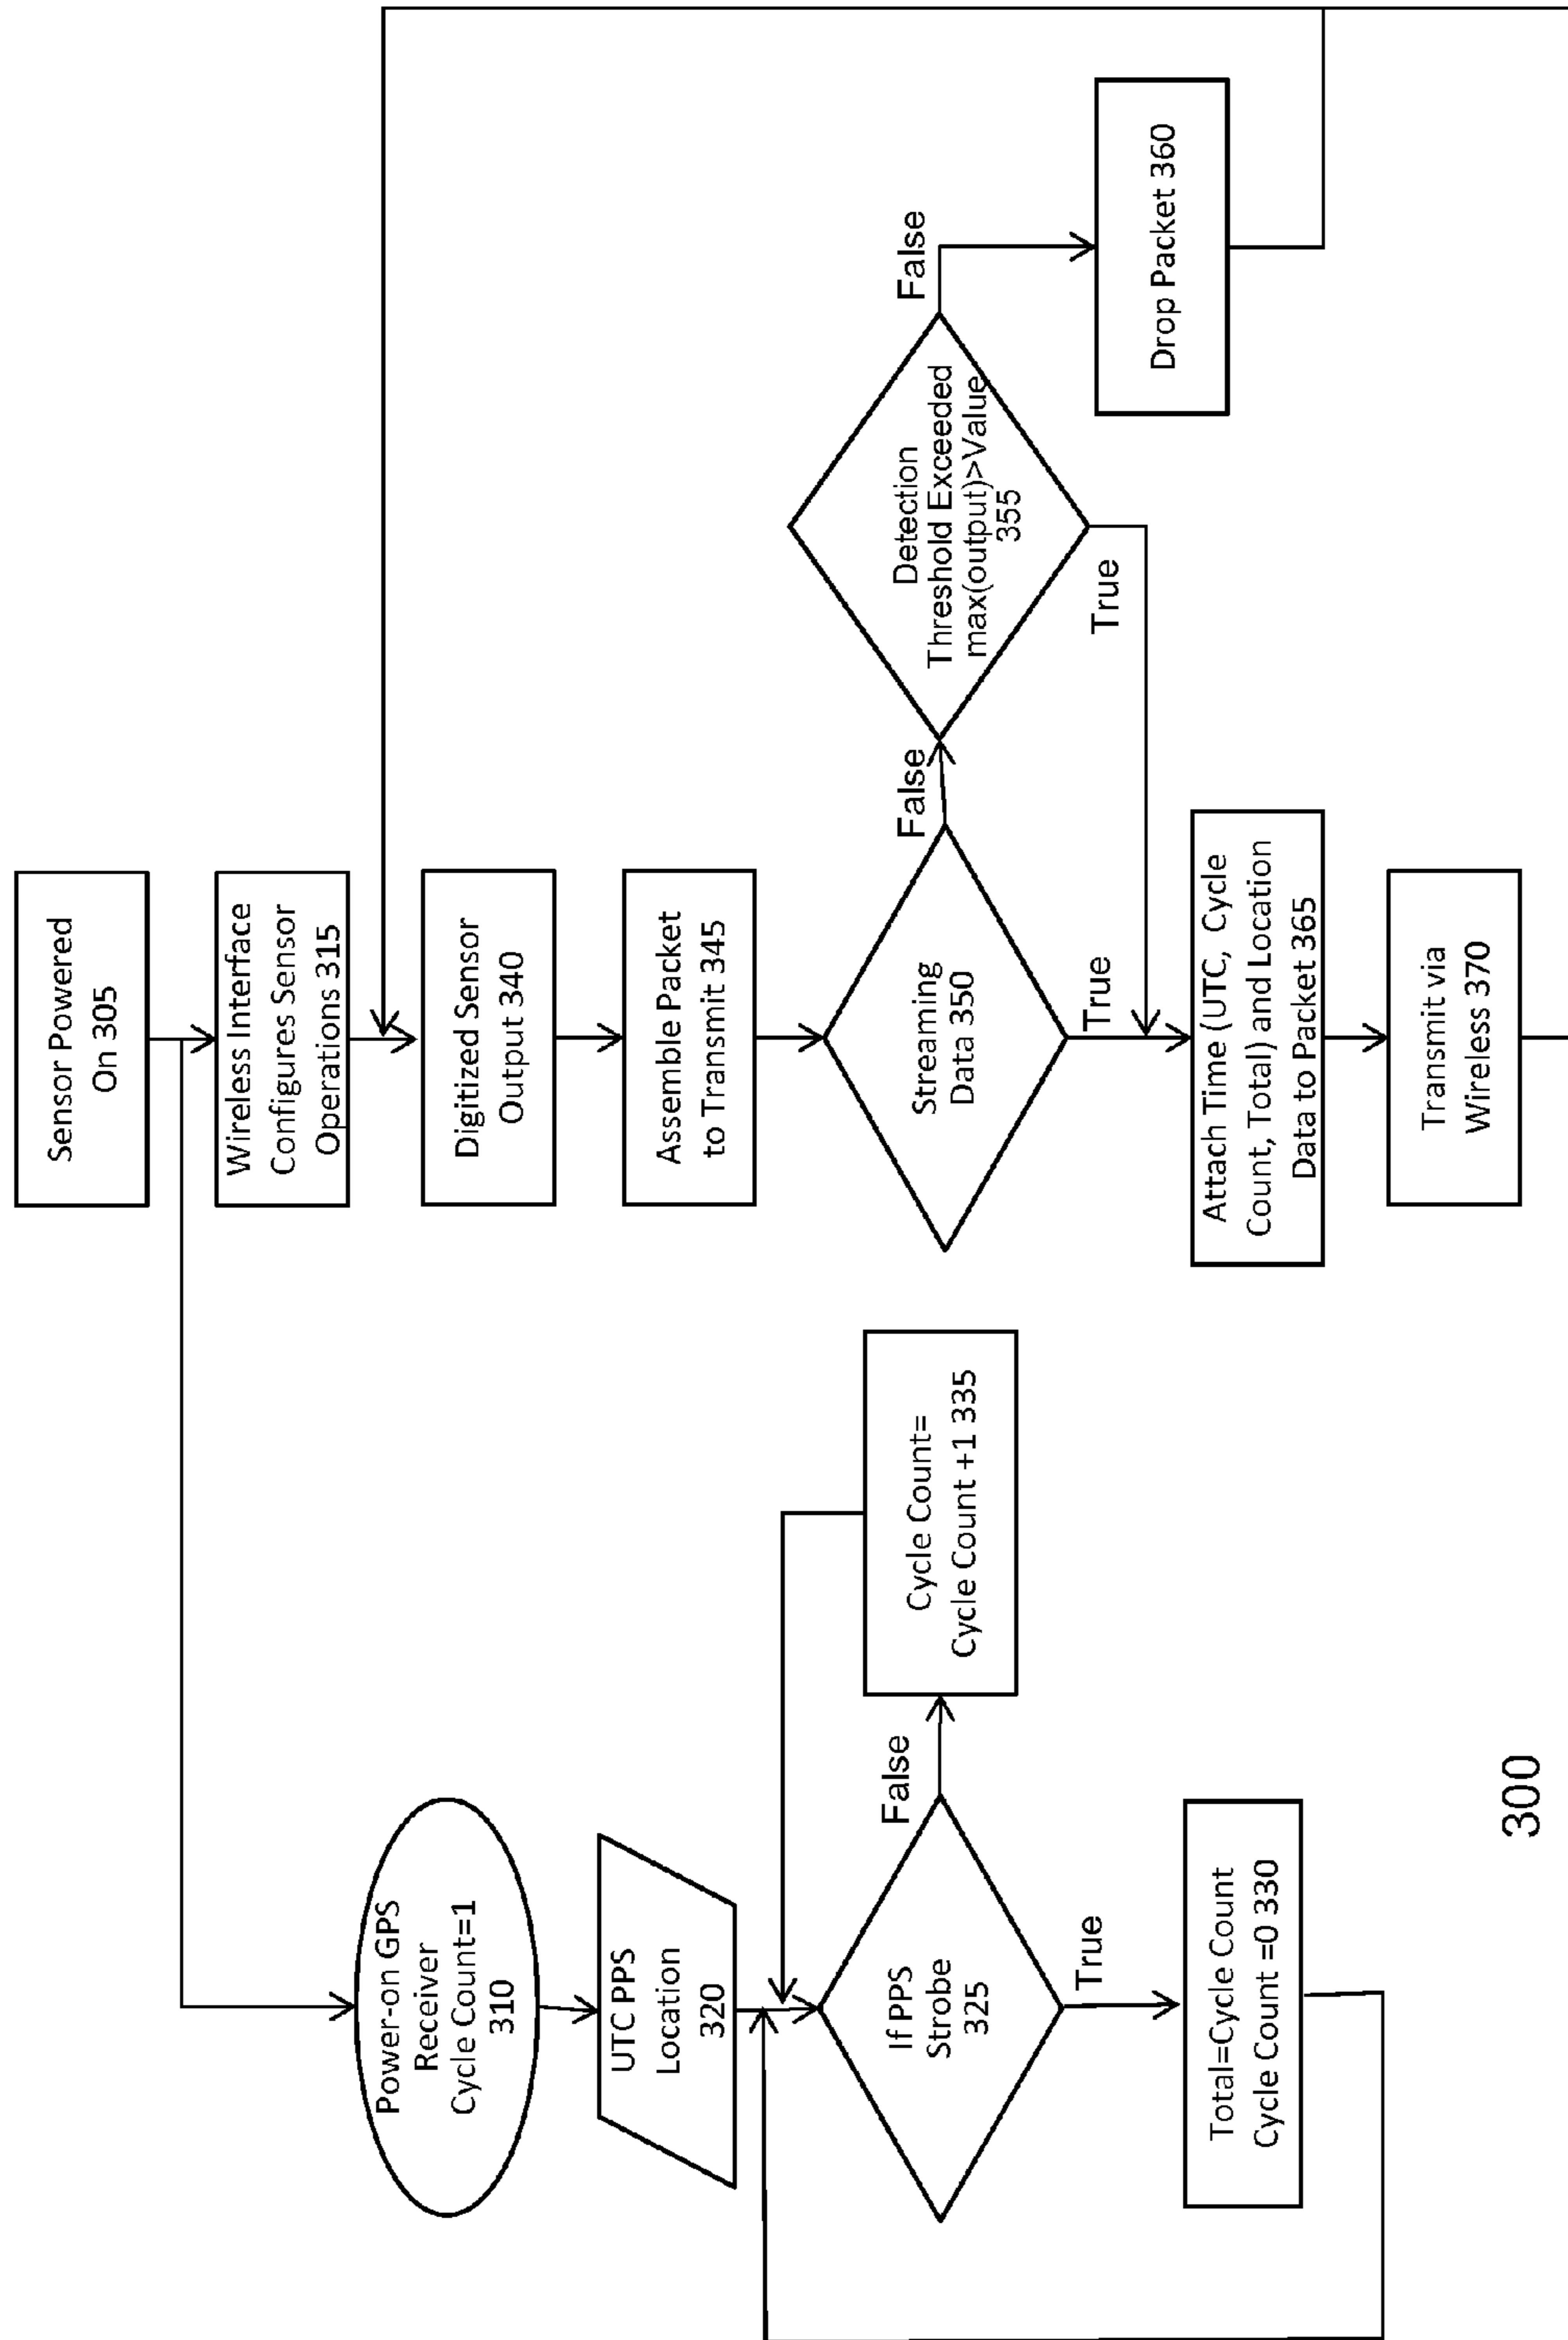 Sensor Powered
On 305
Wireless Interface
Configures Sensor
Operations 315
Power-on GPS
Receiver
Cycle Count=1
310
Digitized Sensor
Output 340
UTC PPS
Location
320
Assemble Packet
to Transmit 345
If PPS
Strobe
325
False
Cycle Count=
Cycle Count +1 335
True
Total=Cycle Count
Cycle Count =0 330
Streaming
Data 350
False
True
Detection
Threshold Exceeded
max(output)>Value
355
False
True
Drop Packet 360
Attach Time (UTC, Cycle
Count, Total) and Location
Data to Packet 365
Transmit via
Wireless 370
300